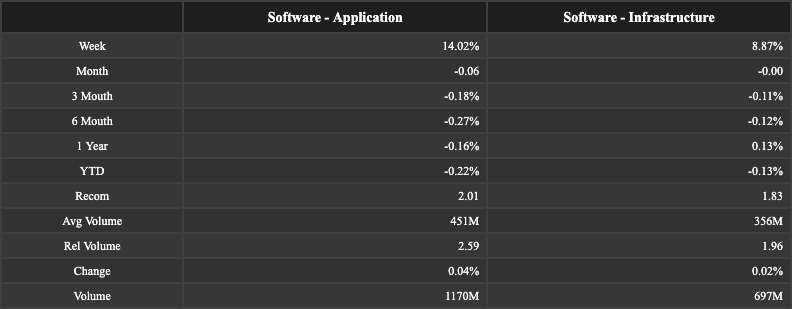 Software - Application Software - Infrastructure
Week 14.02% 8.87%
Month -0.06 -0.00
3 Mouth -0.18% -0.11%
6 Mouth -0.27% -0.12%
1 Year -0.16% 0.13%
YTD -0.22% -0.13%
Recom 2.01 1.83
Avg Volume 451M 356M
Rel Volume 2.59 1.96
Change 0.04% 0.02%
Volume 1170M 697M